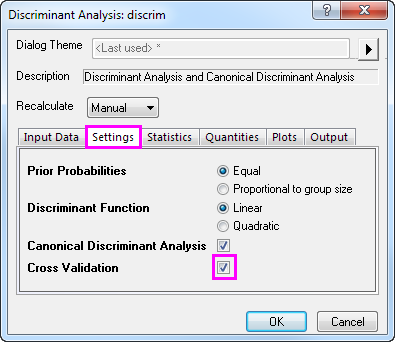 Discriminant Analysis: discrim
Dialog Theme <Last used> *
Description Discriminant Analysis and Canonical Discriminant Analysis
Recalculate Manual
Input Data Settings Statistics Quantities Plots Output
Prior Probabilities Equal
Proportional to group size
Discriminant Function Linear
Quadratic
Canonical Discriminant Analysis
Cross Validation
OK Cancel